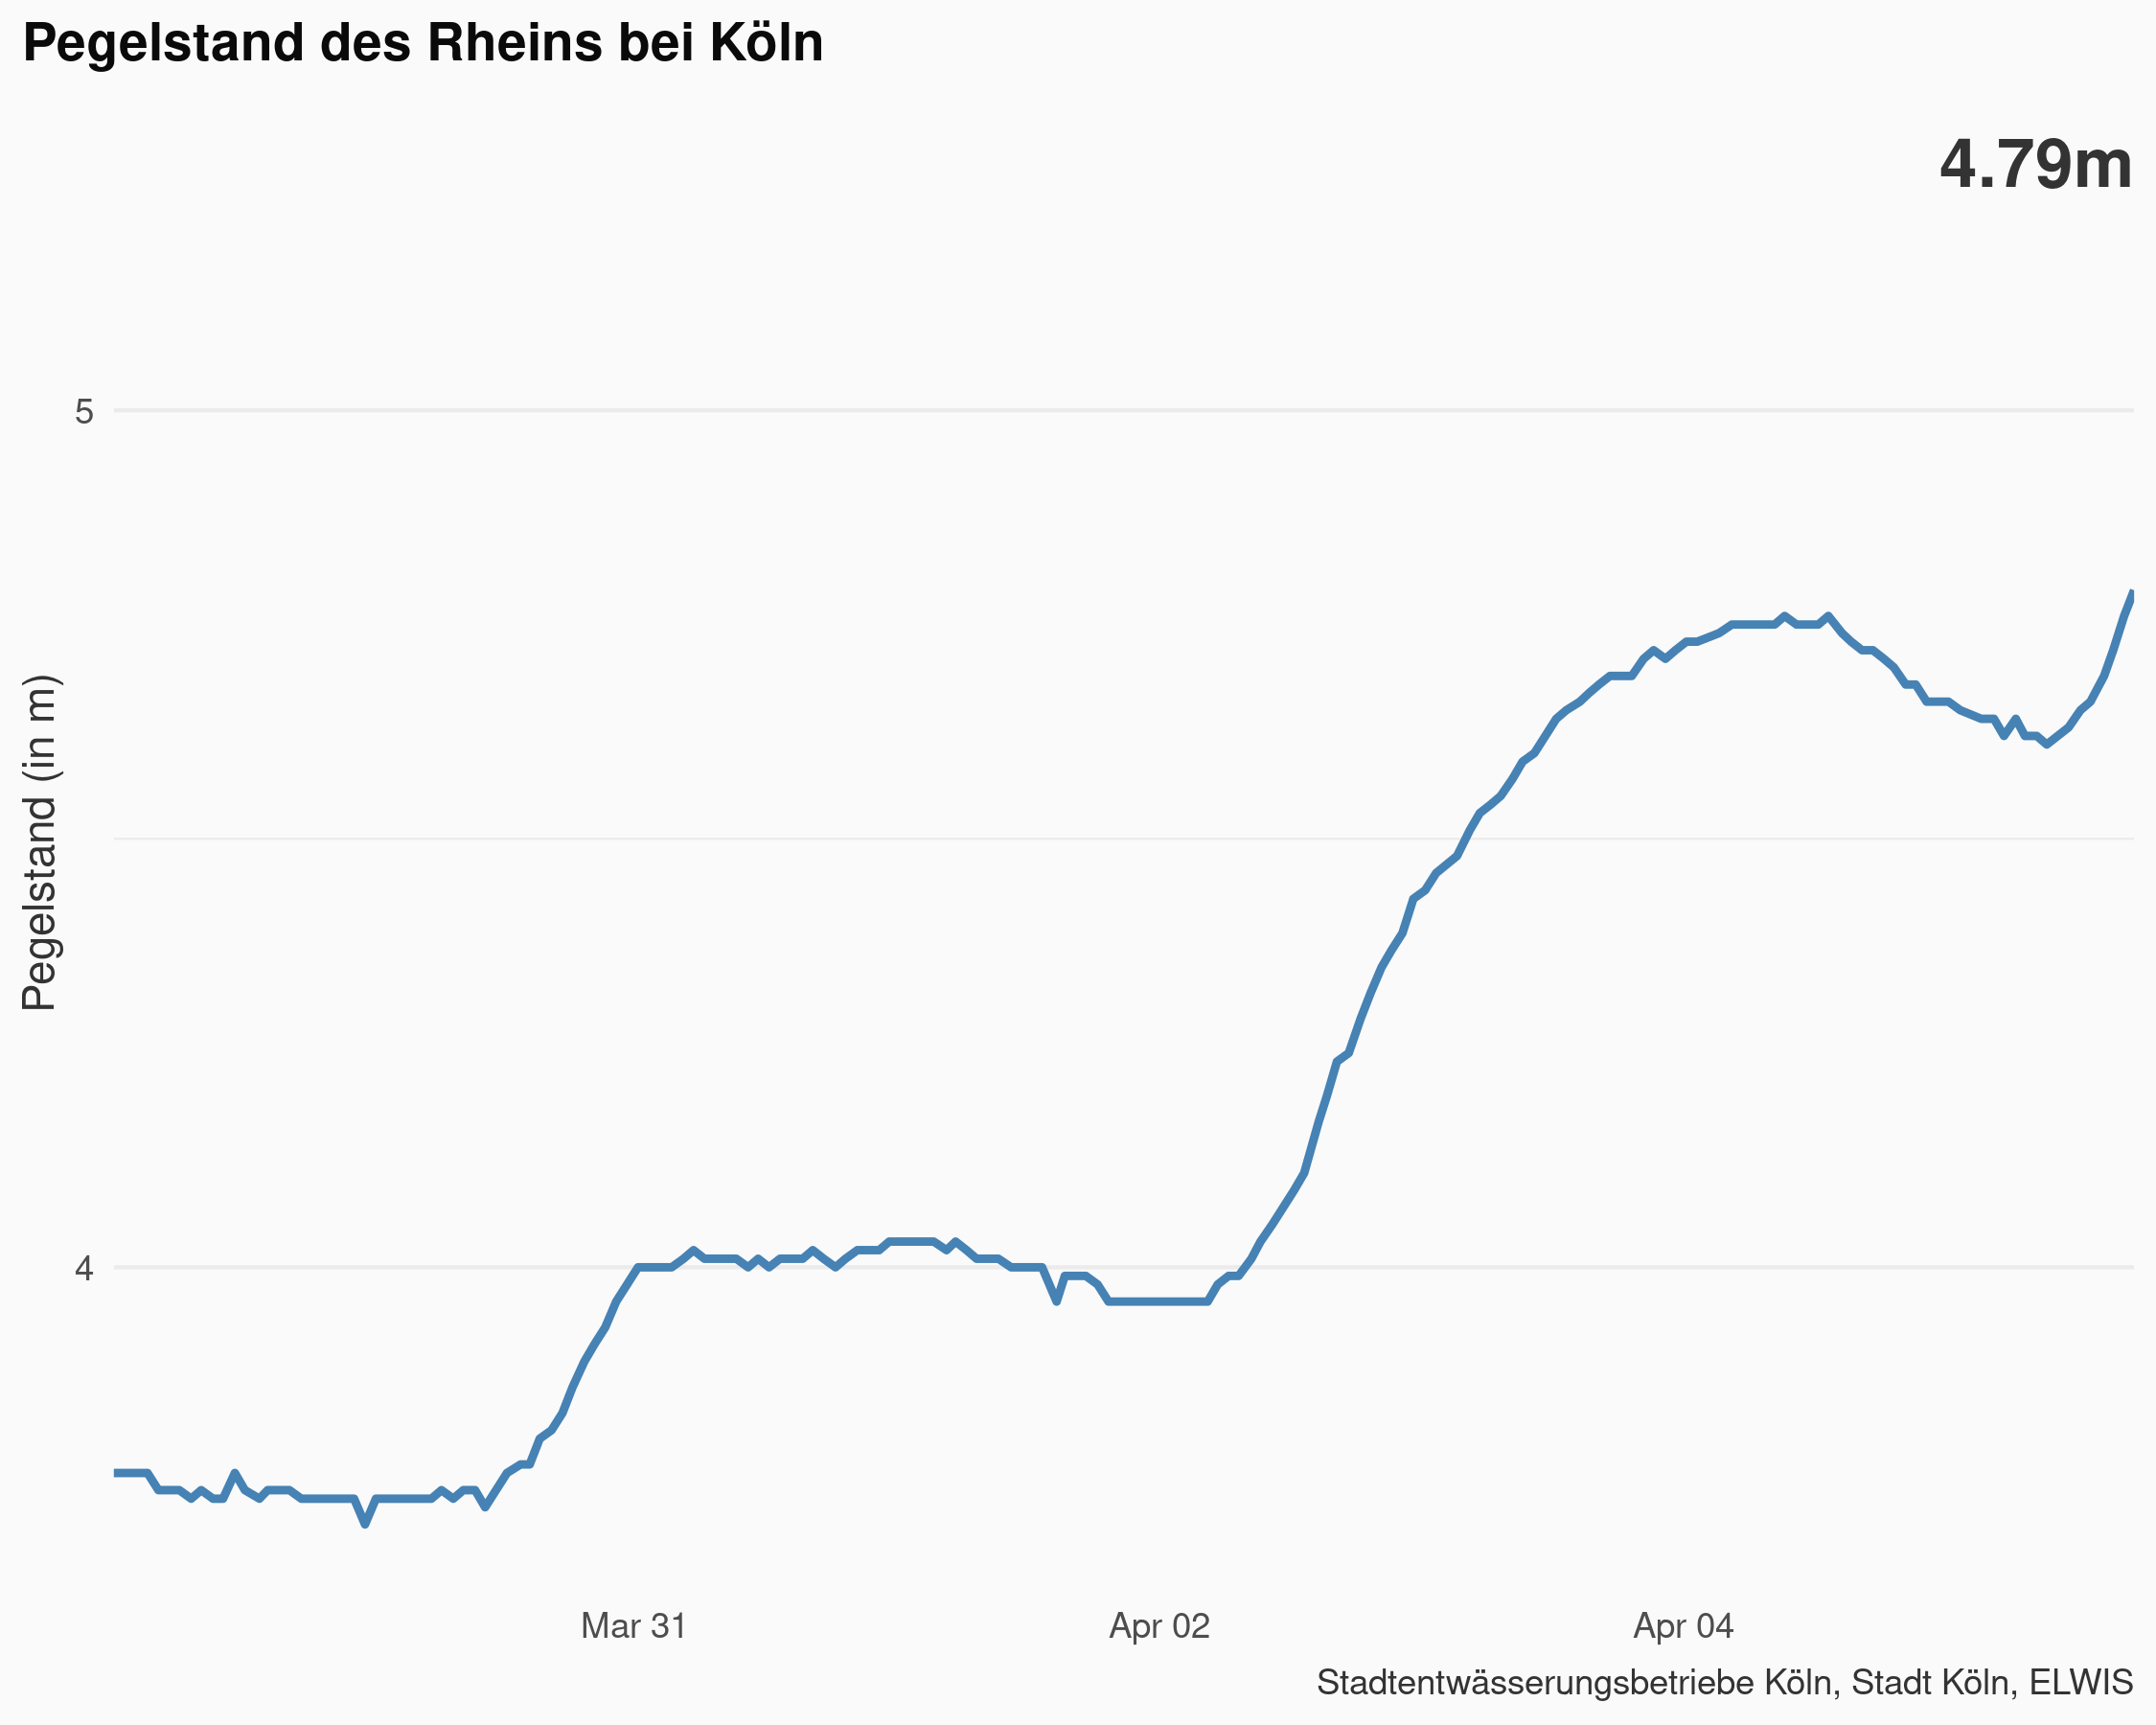 Pegelstand des Rheins bei Köln
4.79m
5
4
Pegelstand (in m)
Mar 31
Apr 02
Apr 04
Stadtentwässerungsbetriebe Köln, Stadt Köln, ELWIS